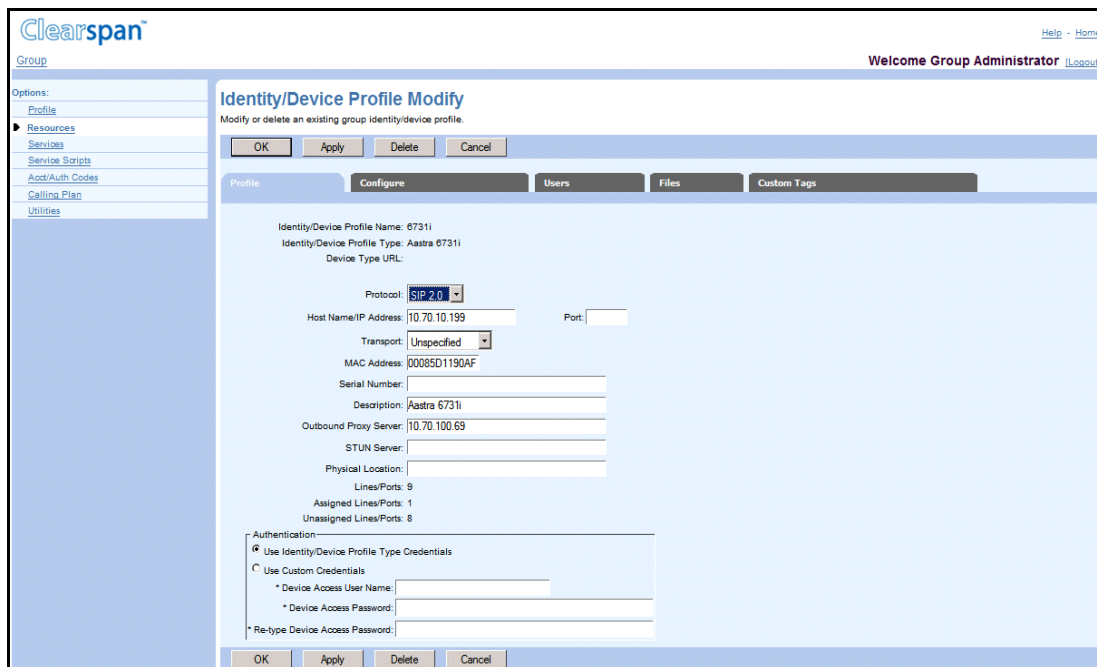 Clearspan™
Help - Home
Group
Welcome Group Administrator [Logout
Options:
Profile
Resources
Services
Service Scripts
Acct/Auth Codes
Calling Plan
Utilities
Identity/Device Profile Modify
Modify or delete an existing group identity/device profile.
OK Apply Delete Cancel
Profile Configure Users Files Custom Tags
Identity/Device Profile Name: 6731i
Identity/Device Profile Type: Aastra 6731i
Device Type URL:
Protocol: SIP 2.0
Host Name/IP Address: 10.70.10.199 Port:
Transport: Unspecified
MAC Address: 00085D1190AF
Serial Number:
Description: Aastra 6731i
Outbound Proxy Server: 10.70.100.69
STUN Server:
Physical Location:
Lines/Ports: 9
Assigned Lines/Ports: 1
Unassigned Lines/Ports: 8
Authentication
Use Identity/Device Profile Type Credentials
Use Custom Credentials
* Device Access User Name:
* Device Access Password:
* Re-type Device Access Password:
OK Apply Delete Cancel